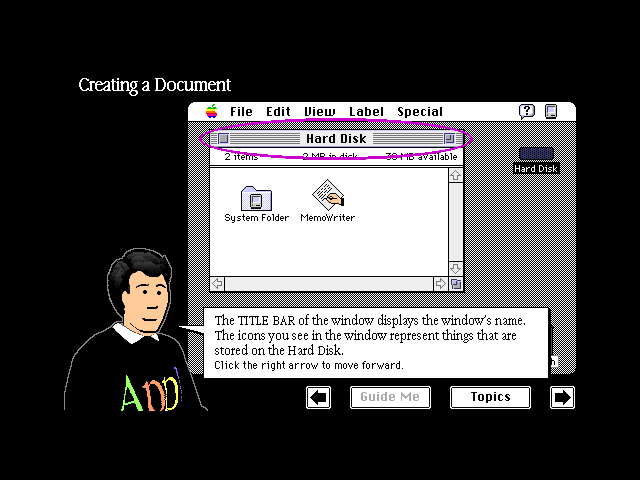 Creating a Document
File Edit View Label Special
Hard Disk
2 items 2 MB in disk 38 MB available
Hard Disk
System Folder MemoWriter
The TITLE BAR of the window displays the window's name.
The icons you see in the window represent things that are
stored on the Hard Disk.
Click the right arrow to move forward.
Appl
Guide Me Topics